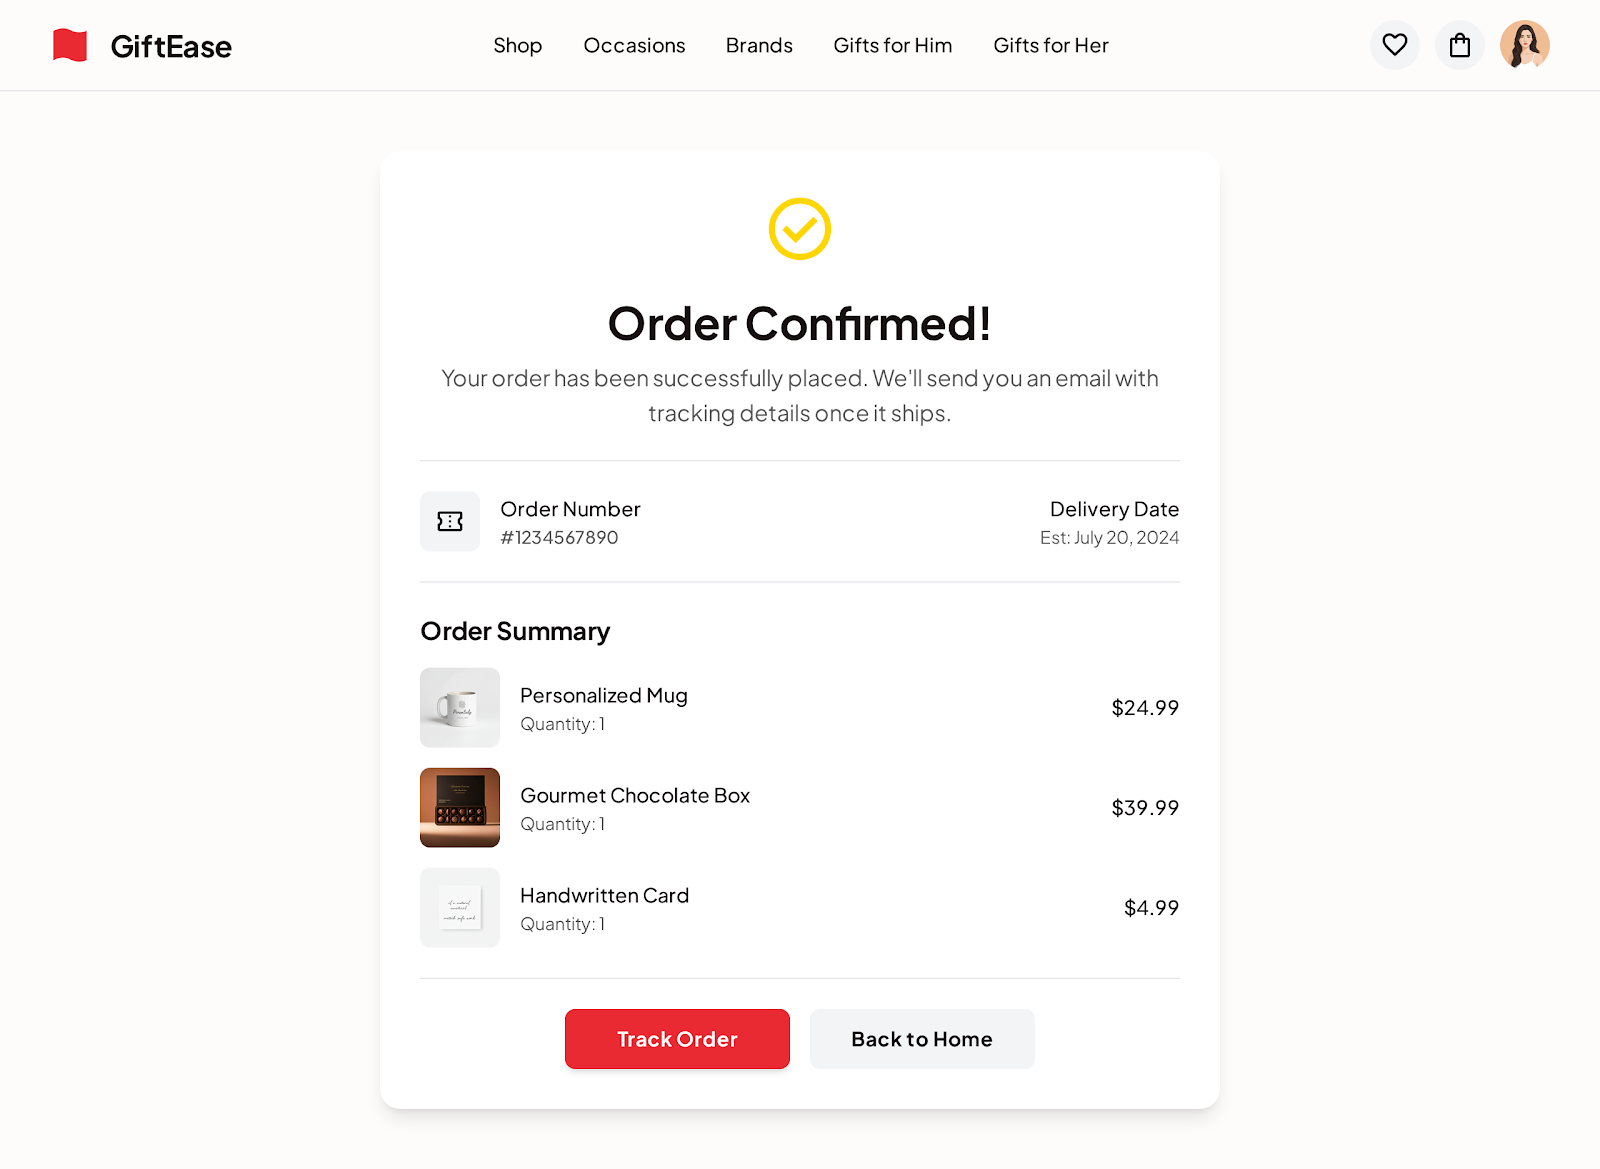 GiftEase
Shop
Occasions
Brands
Gifts for Him
Gifts for Her
Order Confirmed!
Your order has been successfully placed. We'll send you an email with
tracking details once it ships.
Order Number
#1234567890
Delivery Date
Est: July 20, 2024
Order Summary
Personalized Mug
Quantity: 1
$24.99
Gourmet Chocolate Box
Quantity: 1
$39.99
Handwritten Card
Quantity: 1
$4.99
Track Order
Back to Home